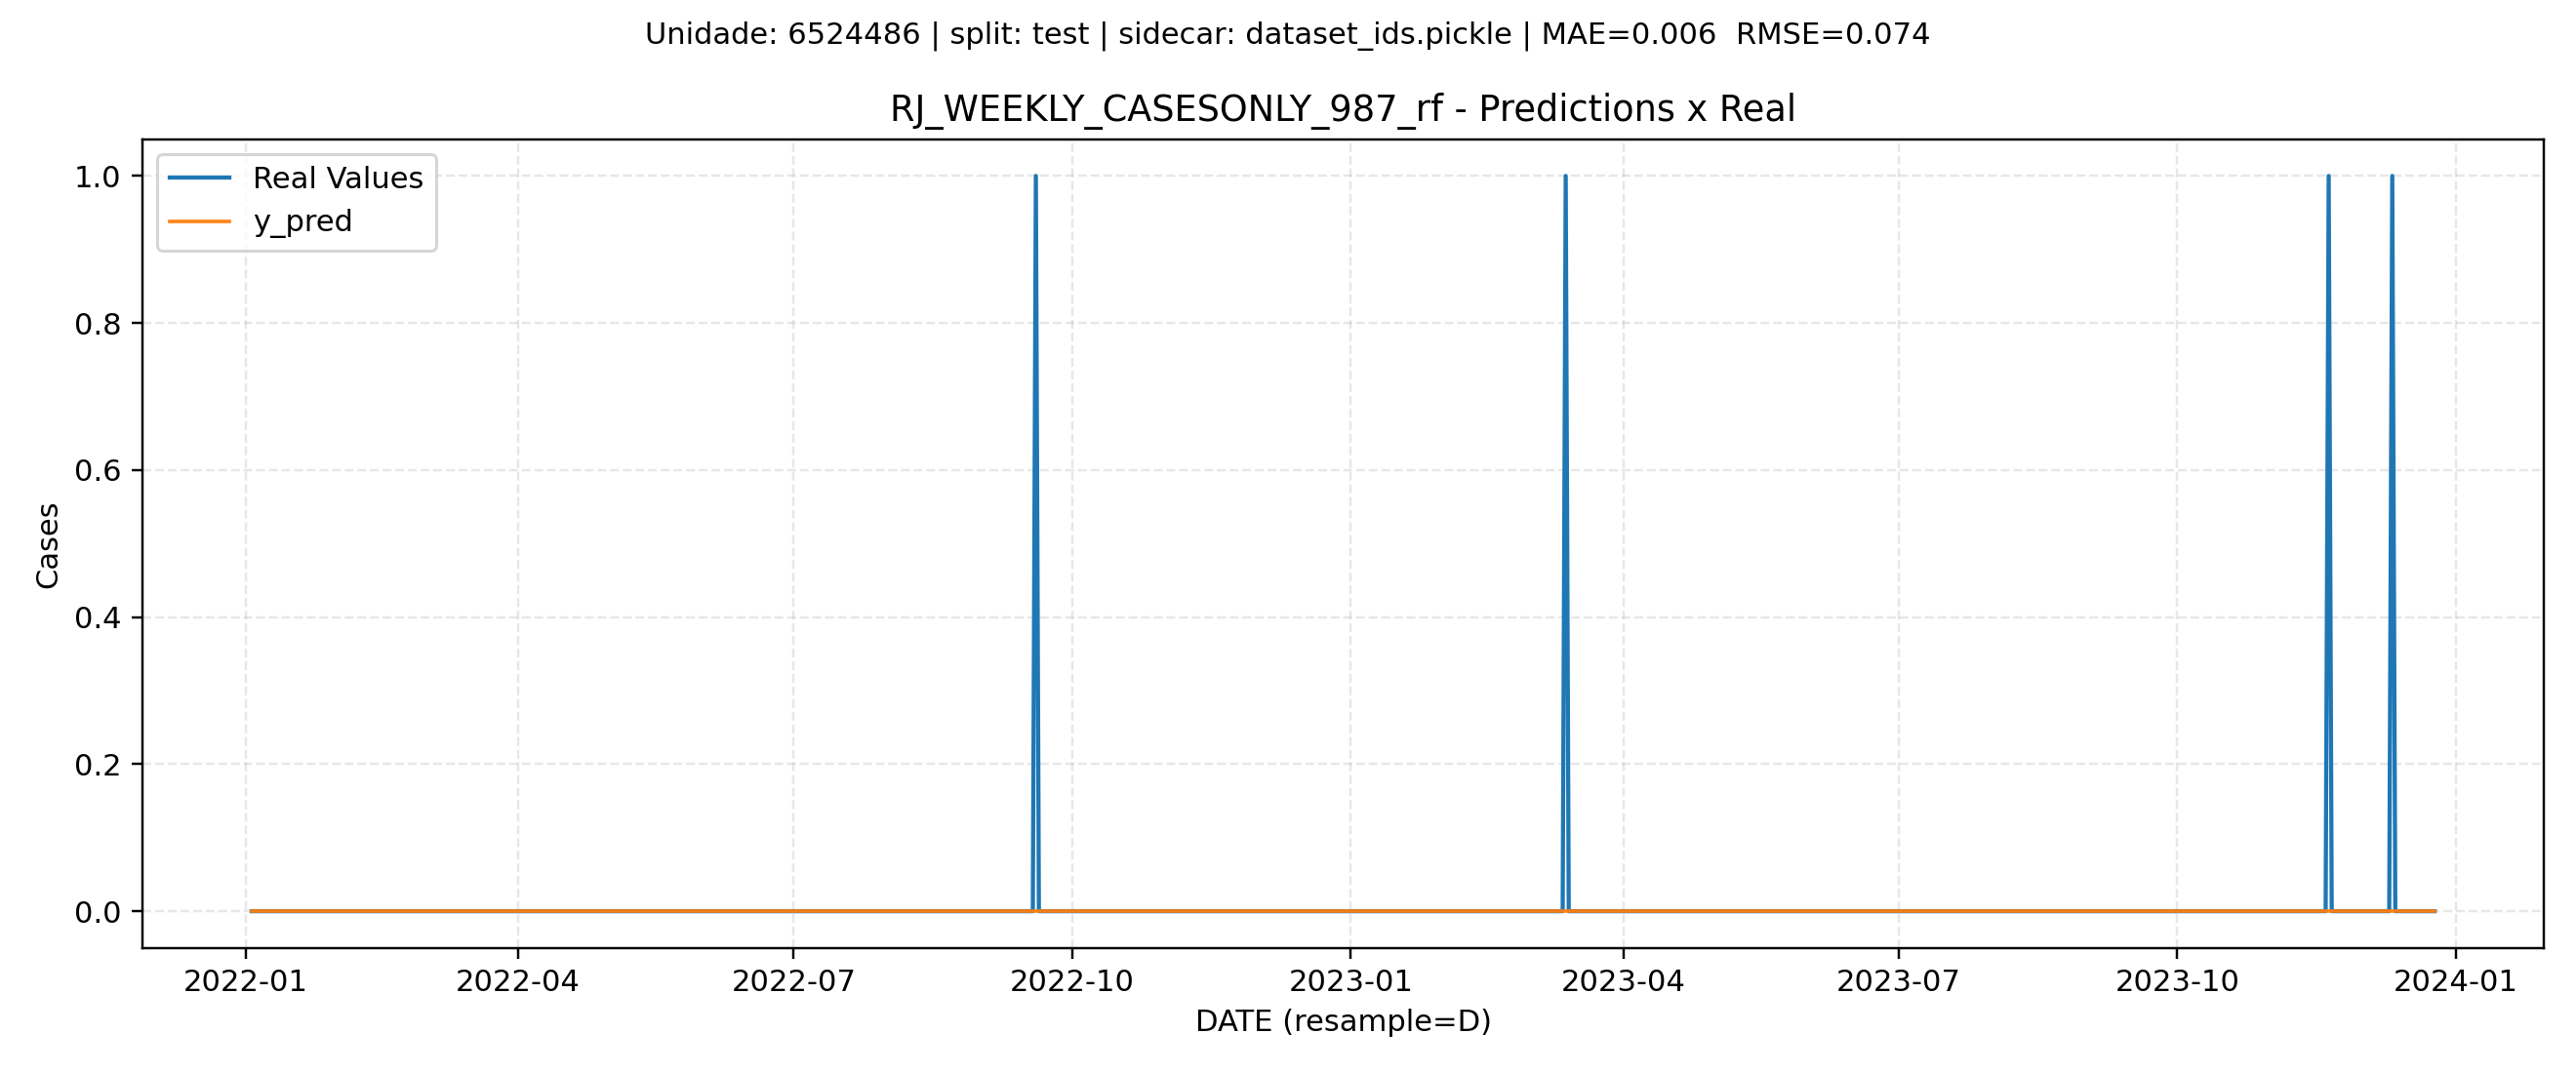 Unidade: 6524486 | split: test | sidecar: dataset_ids.pickle | MAE=0.006  RMSE=0.074
RJ_WEEKLY_CASESONLY_987_rf - Predictions x Real
Real Values
y_pred
1.0
0.8
0.6
0.4
0.2
0.0
Cases
2022-01 2022-04 2022-07 2022-10 2023-01 2023-04 2023-07 2023-10 2024-01
DATE (resample=D)